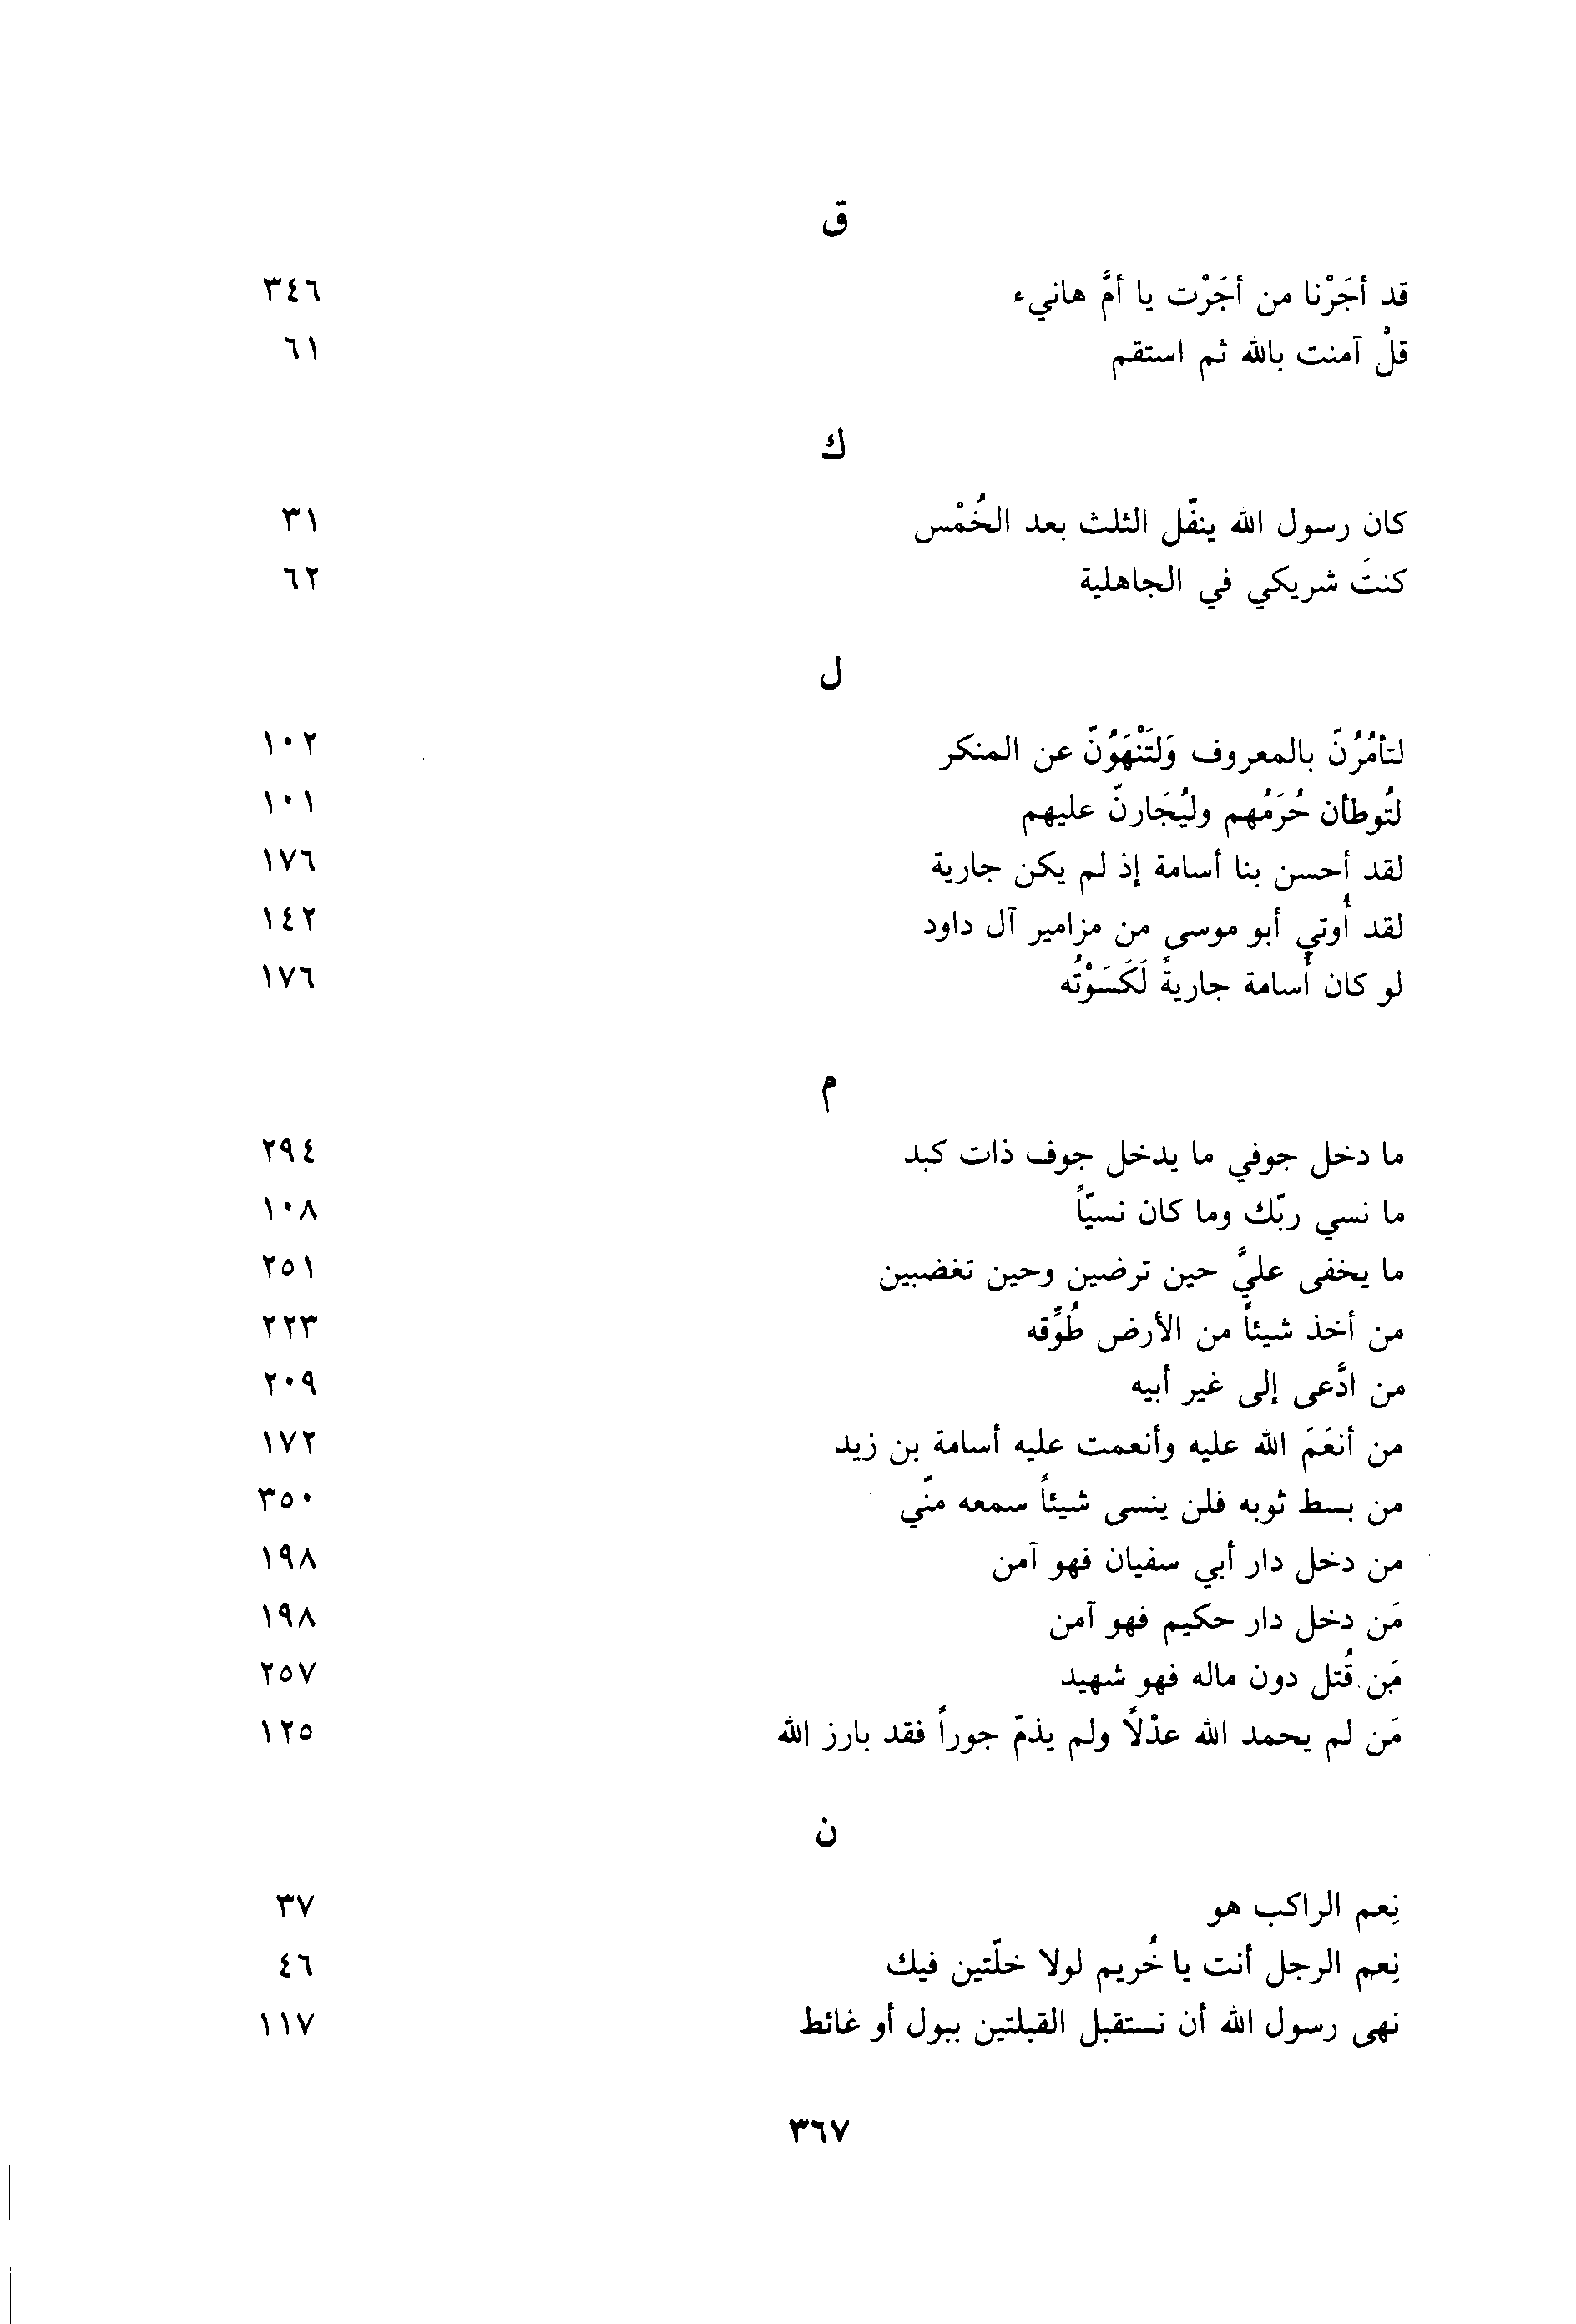 ق
قد أجَرْنا من أجَرْت يا أمَّ هانيء ٣٤٦
قلْ آمنت بالله ثم استقم ٦١
ك
كان رسول الله ينفّل الثلث بعد الخُمْس ٣١
كنتَ شريكي في الجاهلية ٦٢
ل
لتأمُرُنّ بالمعروف وَلتَنْهَوُنّ عن المنكر ١٠٢
لتُوطأن حُرَمُهم وليُجَارنّ عليهم ١٠١
لقد أحسن بنا أسامة إذ لم يكن جارية ١٧٦
لقد أُوتي أبو موسى من مزامير آل داود ١٤٢
لو كان أُسامة جاريةً لَكَسَوْتُه ١٧٦
م
ما دخل جوفي ما يدخل جوف ذات كبد ٢٩٤
ما نسي ربّك وما كان نسيّاً ١٠٨
ما يخفى عليَّ حين ترضين وحين تغضبين ٢٥١
من أخذ شيئاً من الأرض طُوِّقه ٢٢٣
من ادَّعى إلى غير أبيه ٢٠٩
من أنعَمَ الله عليه وأنعمت عليه أسامة بن زيد ١٧٢
من بسط ثوبه فلن ينسى شيئاً سمعه منّي ٣٥٠
من دخل دار أبي سفيان فهو آمن ١٩٨
مَن دخل دار حكيم فهو آمن ١٩٨
مَن قُتل دون ماله فهو شهيد ٢٥٧
مَن لم يحمد الله عدْلاً ولم يذمّ جوراً فقد بارز الله ١٢٥
ن
نِعم الراكب هو ٣٧
نِعم الرجل أنت يا خُريم لولا خلّتين فيك ٤٦
نهى رسول الله أن نستقبل القبلتين ببول أو غائط ١١٧
٣٦٧